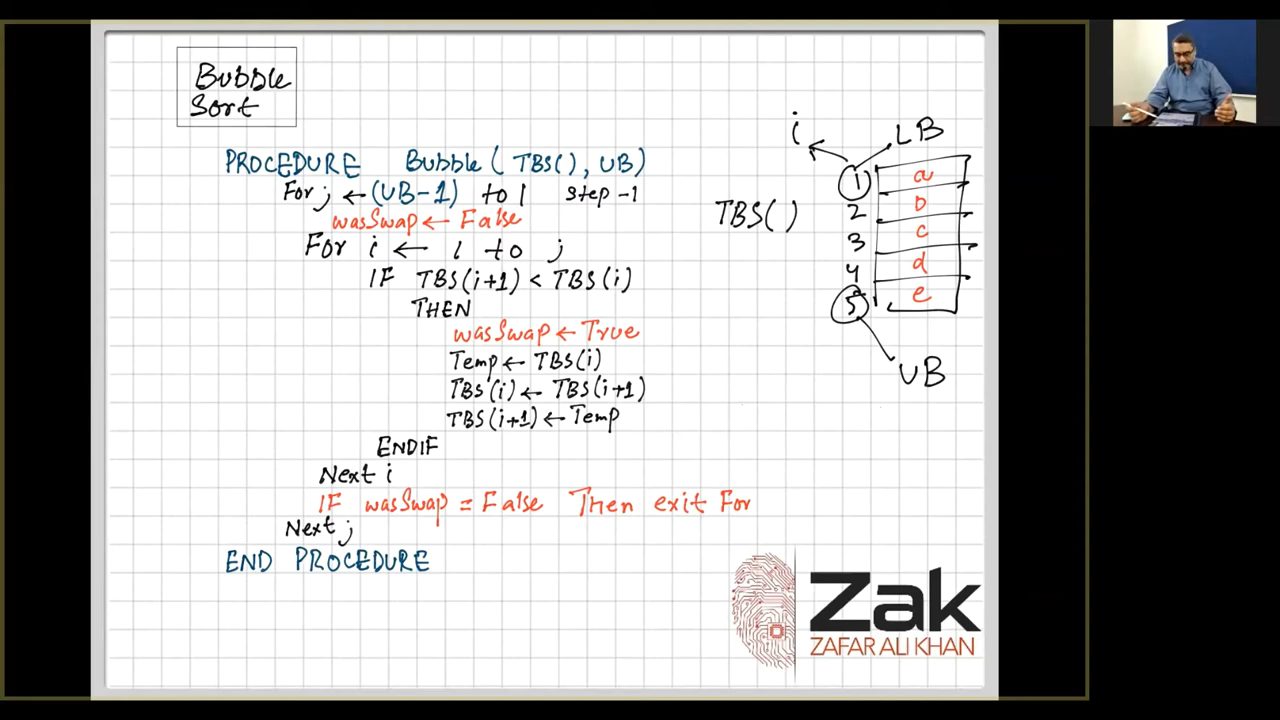 Bubble
Sort
PROCEDURE Bubble( TBS(), UB)
For j ← (UB-1) to 1 Step -1
wasSwap ← False
For i ← 1 to j
IF TBS(i+1) < TBS(i)
THEN
wasSwap ← True
Temp ← TBS(i)
TBS(i) ← TBS(i+1)
TBS(i+1) ← Temp
ENDIF
Next i
IF wasSwap = False Then exit For
Next j
END PROCEDURE
i
LB
TBS()
1 a
2 b
3 c
4 d
5 e
UB
Zak
ZAFAR ALI KHAN